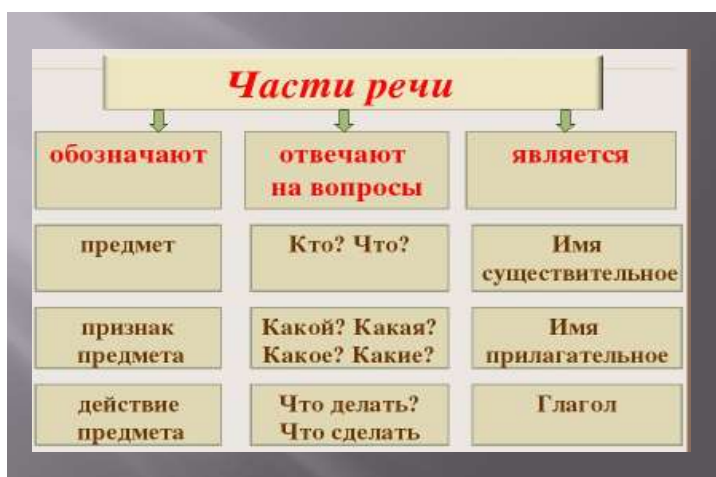 Части речи
обозначают
отвечают
на вопросы
является
предмет
Кто? Что?
Имя
существительное
признак
предмета
Какой? Какая?
Какое? Какие?
Имя
прилагательное
действие
предмета
Что делать?
Что сделать
Глагол